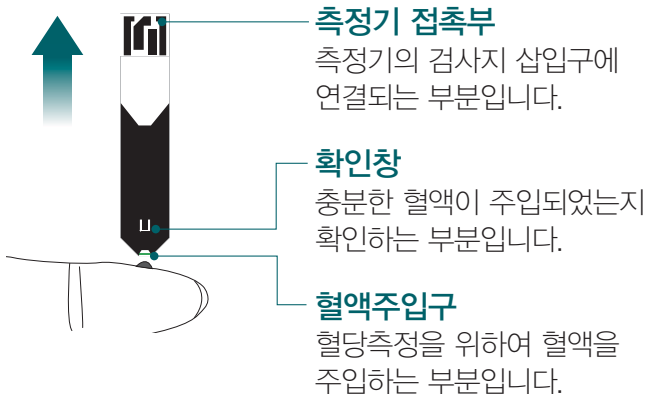 측정기 접촉부
측정기의 검사지 삽입구에
연결되는 부분입니다.
확인창
충분한 혈액이 주입되었는지
확인하는 부분입니다.
혈액주입구
혈당측정을 위하여 혈액을
주입하는 부분입니다.